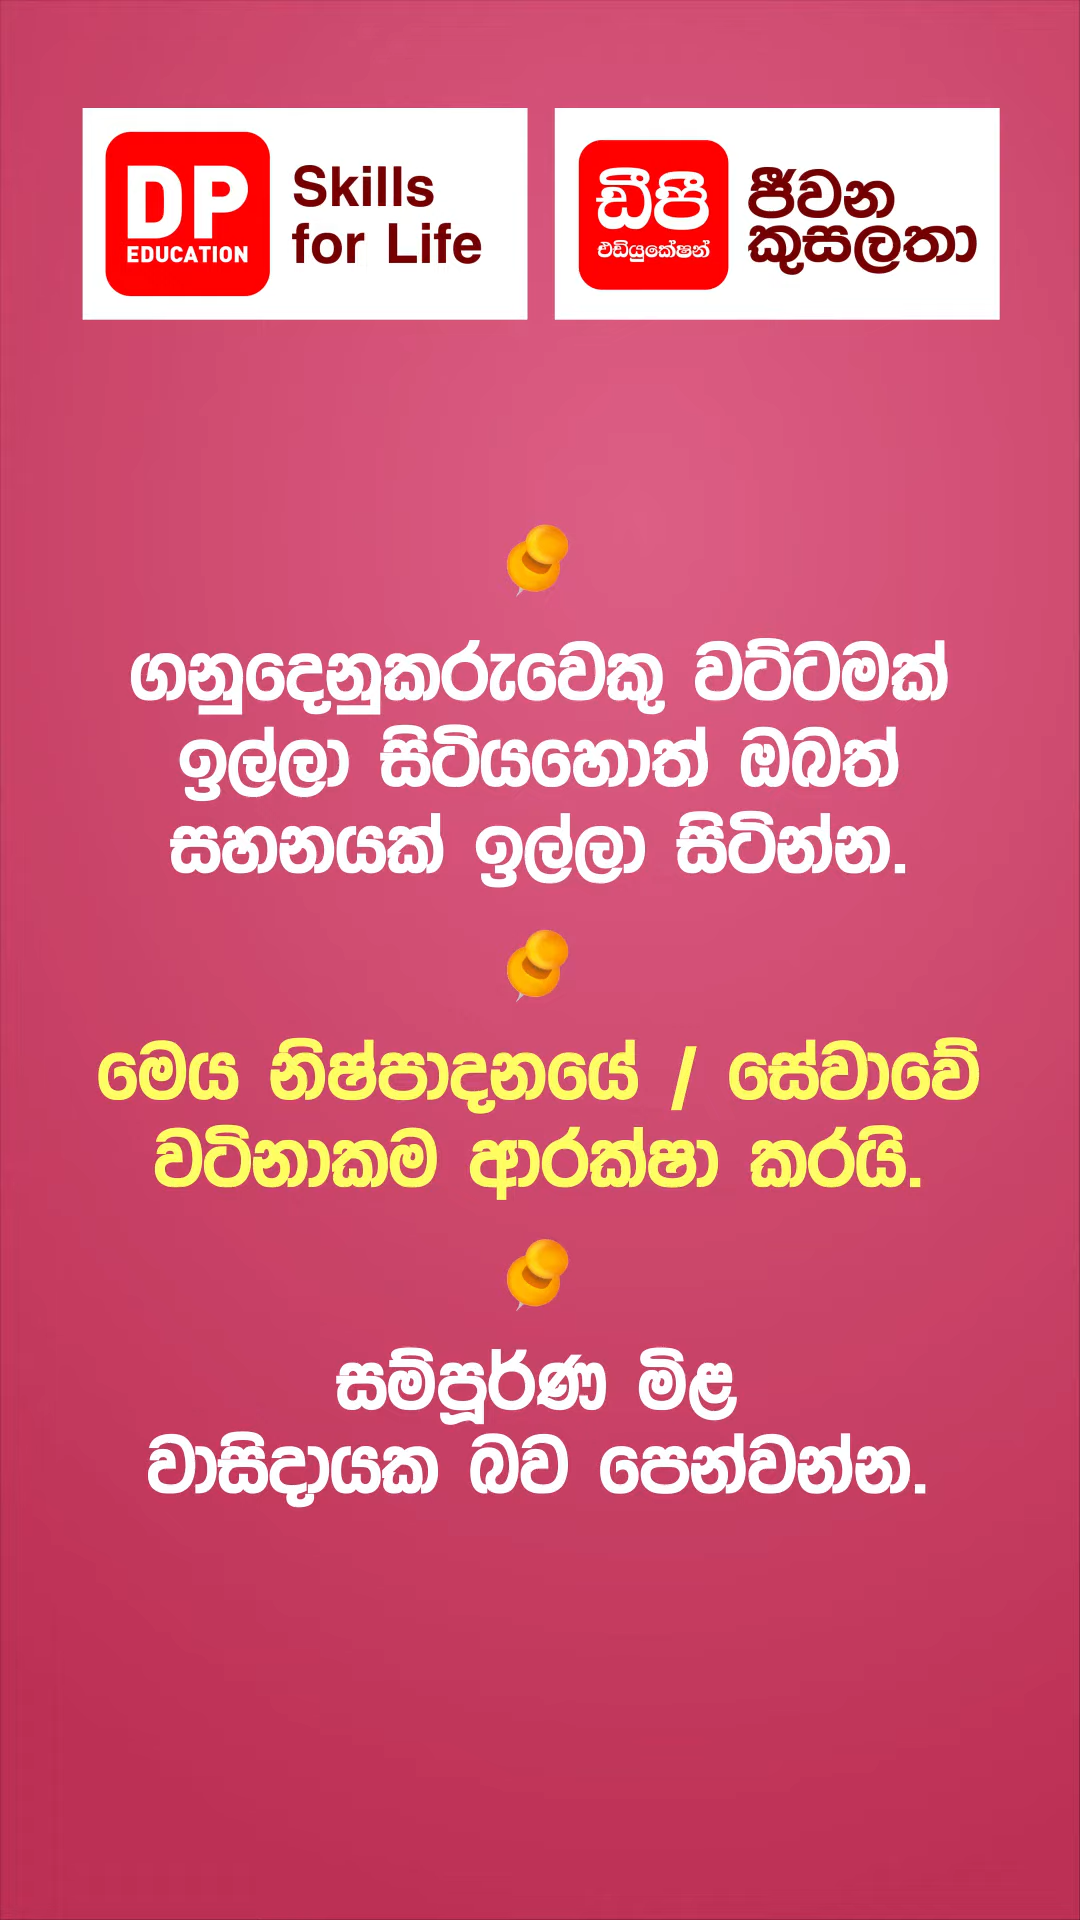 DP
EDUCATION
Skills
for Life
ඩීපී
එඩියුකේෂන්
ජීවන
කුසලතා
ගනුදෙනුකරුවෙකු වට්ටමක්
ඉල්ලා සිටියහොත් ඔබත්
සහනයක් ඉල්ලා සිටින්න.
මෙය නිෂ්පාදනයේ / සේවාවේ
වටිනාකම ආරක්ෂා කරයි.
සම්පූර්ණ මිළ
වාසිදායක බව පෙන්වන්න.